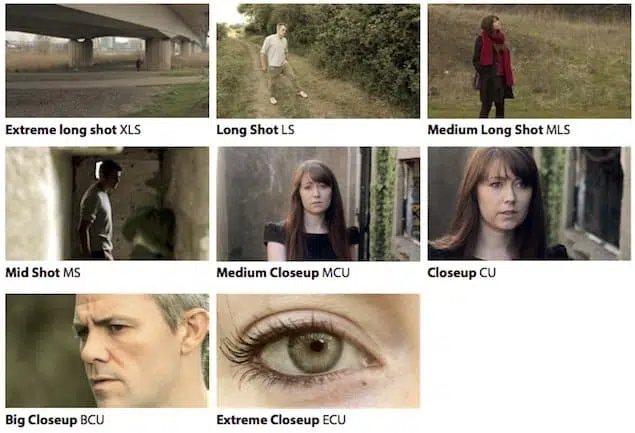 Extreme long shot XLS
Long Shot LS
Medium Long Shot MLS
Mid Shot MS
Medium Closeup MCU
Closeup CU
Big Closeup BCU
Extreme Closeup ECU